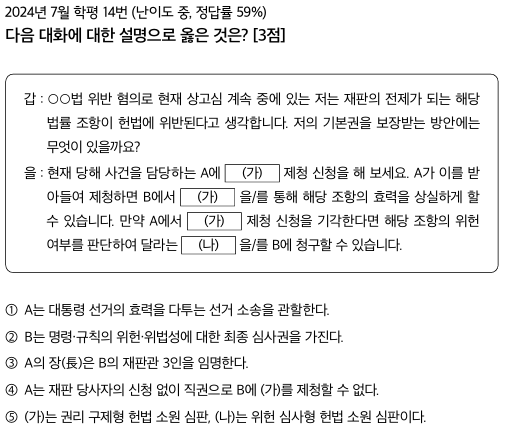 2024년 7월 학평 14번 (난이도 중, 정답률 59%)
다음 대화에 대한 설명으로 옳은 것은? [3점]
갑 : ○○법 위반 혐의로 현재 상고심 계속 중에 있는 저는 재판의 전제가 되는 해당
법률 조항이 헌법에 위반된다고 생각합니다. 저의 기본권을 보장받는 방안에는
무엇이 있을까요?
을 : 현재 당해 사건을 담당하는 A에 (가) 제청 신청을 해 보세요. A가 이를 받
아들여 제청하면 B에서 (가) 을/를 통해 해당 조항의 효력을 상실하게 할
수 있습니다. 만약 A에서 (가) 제청 신청을 기각한다면 해당 조항의 위헌
여부를 판단하여 달라는 (나) 을/를 B에 청구할 수 있습니다.
① A는 대통령 선거의 효력을 다투는 선거 소송을 관할한다.
② B는 명령·규칙의 위헌·위법성에 대한 최종 심사권을 가진다.
③ A의 장(長)은 B의 재판관 3인을 임명한다.
④ A는 재판 당사자의 신청 없이 직권으로 B에 (가)를 제청할 수 없다.
⑤ (가)는 권리 구제형 헌법 소원 심판, (나)는 위헌 심사형 헌법 소원 심판이다.